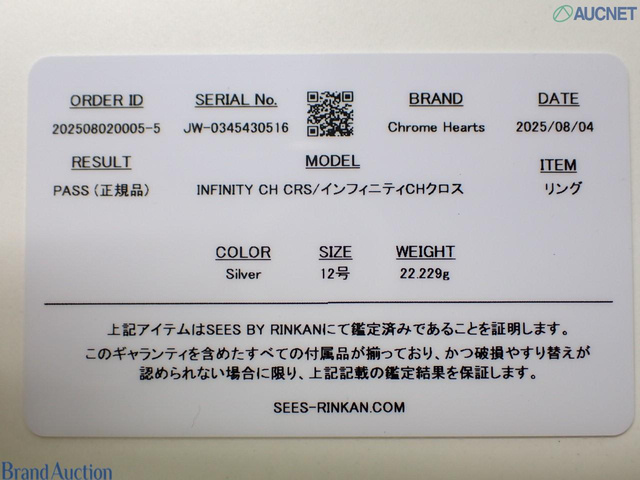 AUCNET
ORDER ID SERIAL No. BRAND DATE
202508020005-5 JW-0345430516 Chrome Hearts 2025/08/04
RESULT MODEL ITEM
PASS (正規品) INFINITY CH CRS/インフィニティCHクロス リング
COLOR SIZE WEIGHT
Silver 12号 22.229g
上記アイテムはSEES BY RINKANにて鑑定済みであることを証明します。
このギャランティを含めたすべての付属品が揃っており、かつ破損やすり替えが
認められない場合に限り、上記記載の鑑定結果を保証します。
SEES-RINKAN.COM
Brand Auction